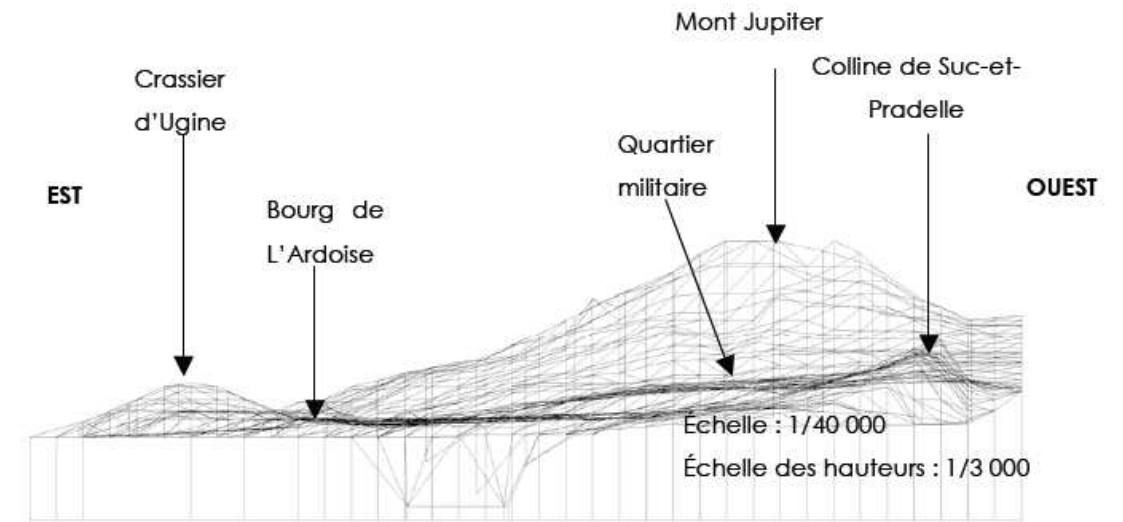 Mont Jupiter
Colline de Suc-et-
Pradelle
Crassier
d'Ugine
Quartier
militaire
EST
OUEST
Bourg de
L'Ardoise
Échelle : 1/40 000
Échelle des hauteurs : 1/3 000